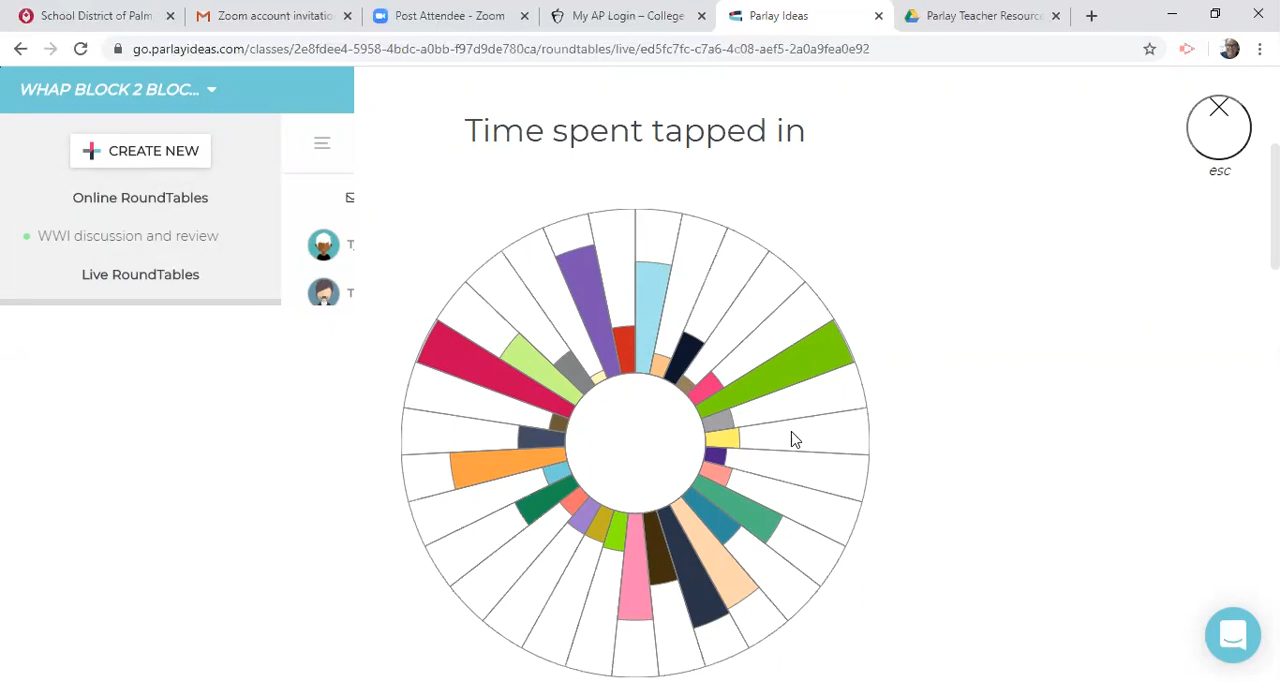 School District of Palm
Zoom account invitatio
Post Attendee - Zoom
My AP Login – College
Parlay Ideas
Parlay Teacher Resourc
go.parlayideas.com/classes/2e8fdee4-5958-4bdc-a0bb-f97d9de780ca/roundtables/live/ed5fc7fc-c7a6-4c08-aef5-2a0a9fea0e92
WHAP BLOCK 2 BLOC...
CREATE NEW
Online RoundTables
WWI discussion and review
Live RoundTables
Time spent tapped in
esc